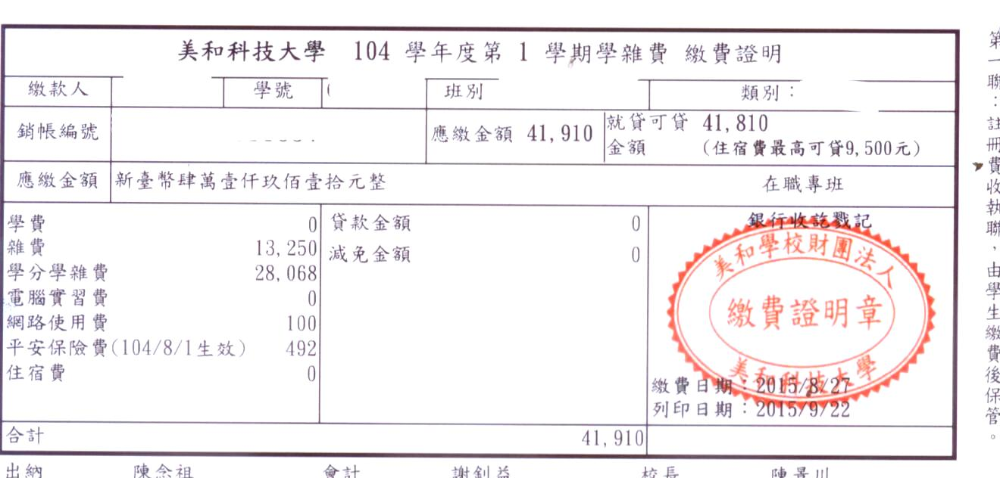 美和科技大學 104 學年度第 1 學期學雜費 繳費證明
繳款人 學號 班別 類別：
銷帳編號 應繳金額 41,910 就貸可貸 41,810
金額 (住宿費最高可貸9,500元)
應繳金額 新臺幣肆萬壹仟玖佰壹拾元整 在職專班
學費 0 貸款金額 0 銀行收訖戳記
雜費 13,250 減免金額 0
學分學雜費 28,068
電腦實習費 0
網路使用費 100
平安保險費(104/8/1生效) 492
住宿費 0
美和學校財團法人
繳費證明章
美和科技大學
繳費日期：2015/8/27
列印日期：2015/9/22
合計 41,910
出納 陳念祖 會計 謝釗益 校長 陳景川
第一聯：註冊費收執聯，由學生繳費後保管。